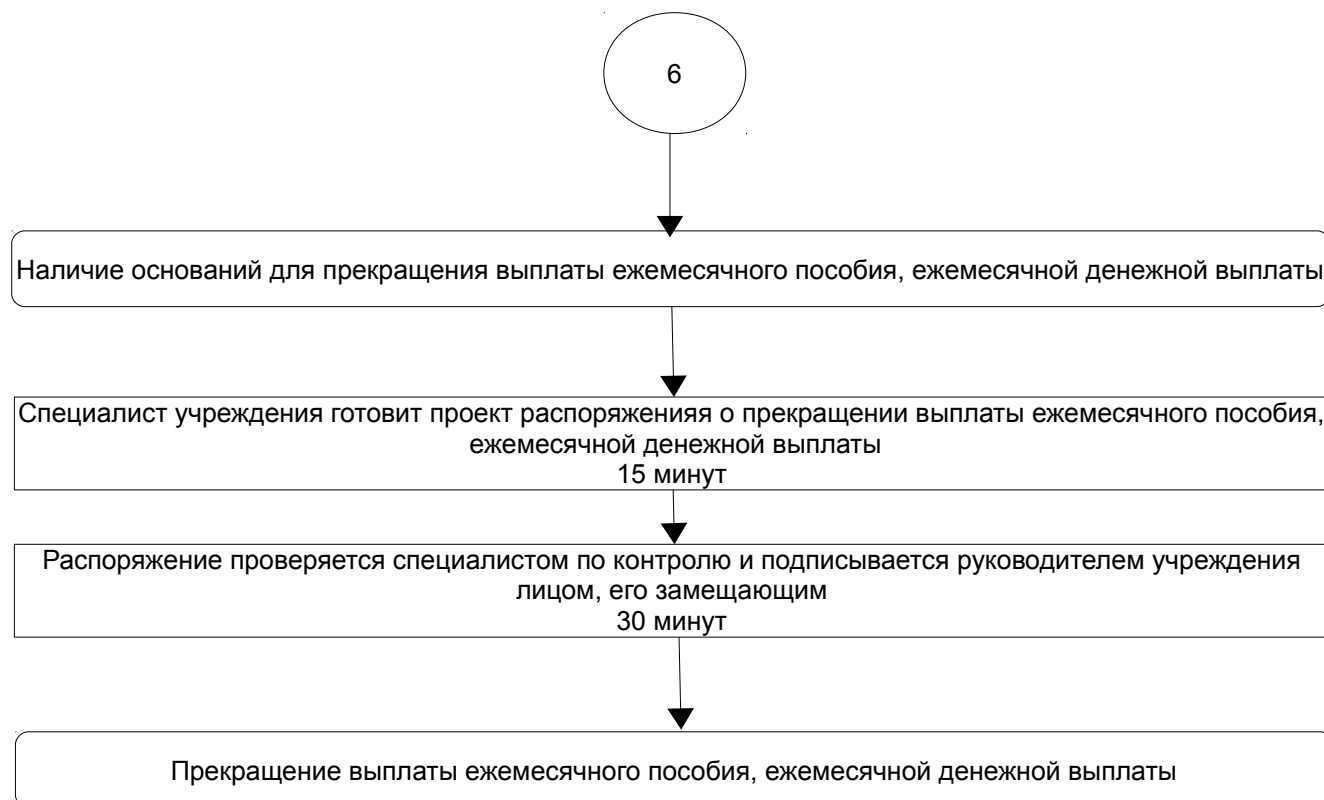 6
Наличие оснований для прекращения выплаты ежемесячного пособия, ежемесячной денежной выплаты
Специалист учреждения готовит проект распоряженияя о прекращении выплаты ежемесячного пособия,
ежемесячной денежной выплаты
15 минут
Распоряжение проверяется специалистом по контролю и подписывается руководителем учреждения
лицом, его замещающим
30 минут
Прекращение выплаты ежемесячного пособия, ежемесячной денежной выплаты